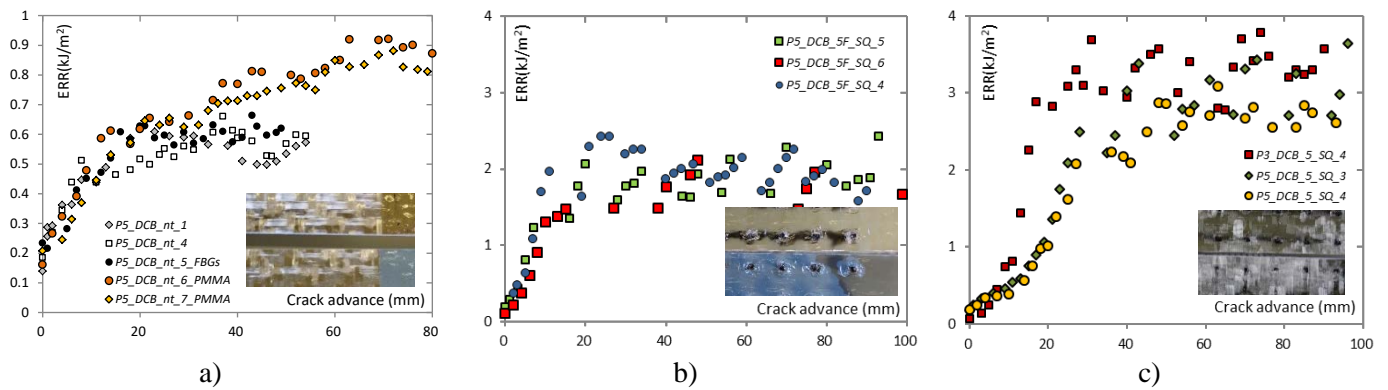 1
0.9
0.8
0.7
0.6
0.5
0.4
0.3
0.2
0.1
0
ERR(kJ/m²)
P5_DCB_nt_1
P5_DCB_nt_4
P5_DCB_nt_5_FBGs
P5_DCB_nt_6_PMMA
P5_DCB_nt_7_PMMA
Crack advance (mm)
0 20 40 60 80
a)
4
3
2
1
0
ERR(kJ/m²)
P5_DCB_5F_SQ_5
P5_DCB_5F_SQ_6
P5_DCB_5F_SQ_4
Crack advance (mm)
0 20 40 60 80 100
b)
4
3
2
1
0
ERR(kJ/m²)
P3_DCB_5_SQ_4
P5_DCB_5_SQ_3
P5_DCB_5_SQ_4
Crack advance (mm)
0 20 40 60 80 100
c)